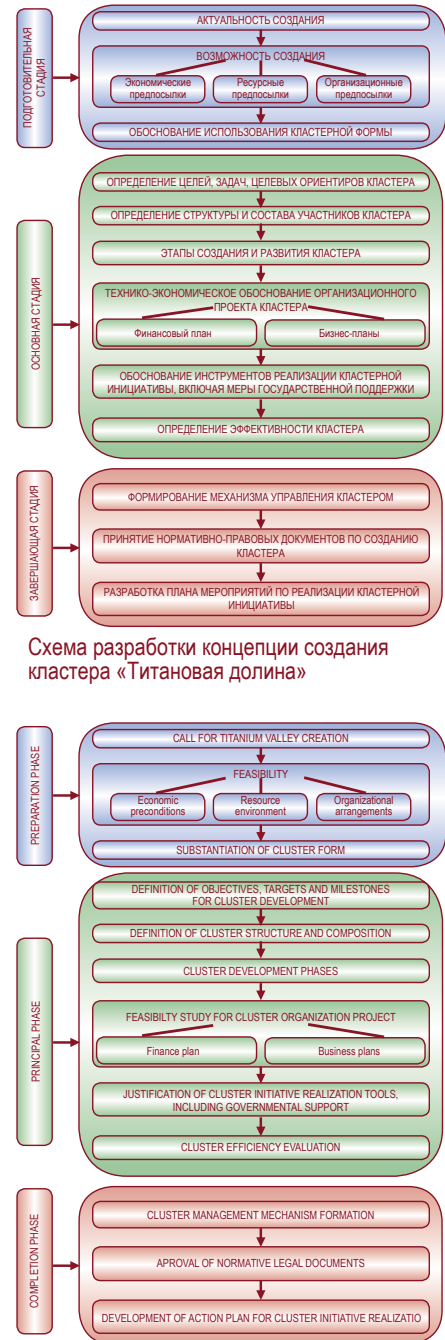 ПОДГОТОВИТЕЛЬНАЯ
СТАДИЯ
АКТУАЛЬНОСТЬ СОЗДАНИЯ
ВОЗМОЖНОСТЬ СОЗДАНИЯ
Экономические
предпосылки
Ресурсные
предпосылки
Организационные
предпосылки
ОБОСНОВАНИЕ ИСПОЛЬЗОВАНИЯ КЛАСТЕРНОЙ ФОРМЫ
ОСНОВНАЯ СТАДИЯ
ОПРЕДЕЛЕНИЕ ЦЕЛЕЙ, ЗАДАЧ, ЦЕЛЕВЫХ ОРИЕНТИРОВ КЛАСТЕРА
ОПРЕДЕЛЕНИЕ СТРУКТУРЫ И СОСТАВА УЧАСТНИКОВ КЛАСТЕРА
ЭТАПЫ СОЗДАНИЯ И РАЗВИТИЯ КЛАСТЕРА
ТЕХНИКО-ЭКОНОМИЧЕСКОЕ ОБОСНОВАНИЕ ОРГАНИЗАЦИОННОГО
ПРОЕКТА КЛАСТЕРА
Финансовый план
Бизнес-планы
ОБОСНОВАНИЕ ИНСТРУМЕНТОВ РЕАЛИЗАЦИИ КЛАСТЕРНОЙ
ИНИЦИАТИВЫ, ВКЛЮЧАЯ МЕРЫ ГОСУДАРСТВЕННОЙ ПОДДЕРЖКИ
ОПРЕДЕЛЕНИЕ ЭФФЕКТИВНОСТИ КЛАСТЕРА
ЗАВЕРШАЮЩАЯ СТАДИЯ
ФОРМИРОВАНИЕ МЕХАНИЗМА УПРАВЛЕНИЯ КЛАСТЕРОМ
ПРИНЯТИЕ НОРМАТИВНО-ПРАВОВЫХ ДОКУМЕНТОВ ПО СОЗДАНИЮ
КЛАСТЕРА
РАЗРАБОТКА ПЛАНА МЕРОПРИЯТИЙ ПО РЕАЛИЗАЦИИ КЛАСТЕРНОЙ
ИНИЦИАТИВЫ
Схема разработки концепции создания
кластера «Титановая долина»
PREPARATION PHASE
CALL FOR TITANIUM VALLEY CREATION
FEASIBILITY
Economic
preconditions
Resource
environment
Organizational
arrangements
SUBSTANTIATION OF CLUSTER FORM
PRINCIPAL PHASE
DEFINITION OF OBJECTIVES, TARGETS AND MILESTONES
FOR CLUSTER DEVELOPMENT
DEFINITION OF CLUSTER STRUCTURE AND COMPOSITION
CLUSTER DEVELOPMENT PHASES
FEASIBILTY STUDY FOR CLUSTER ORGANIZATION PROJECT
Finance plan
Business plans
JUSTIFICATION OF CLUSTER INITIATIVE REALIZATION TOOLS,
INCLUDING GOVERNMENTAL SUPPORT
CLUSTER EFFICIENCY EVALUATION
COMPLETION PHASE
CLUSTER MANAGEMENT MECHANISM FORMATION
APROVAL OF NORMATIVE LEGAL DOCUMENTS
DEVELOPMENT OF ACTION PLAN FOR CLUSTER INITIATIVE REALIZATIO